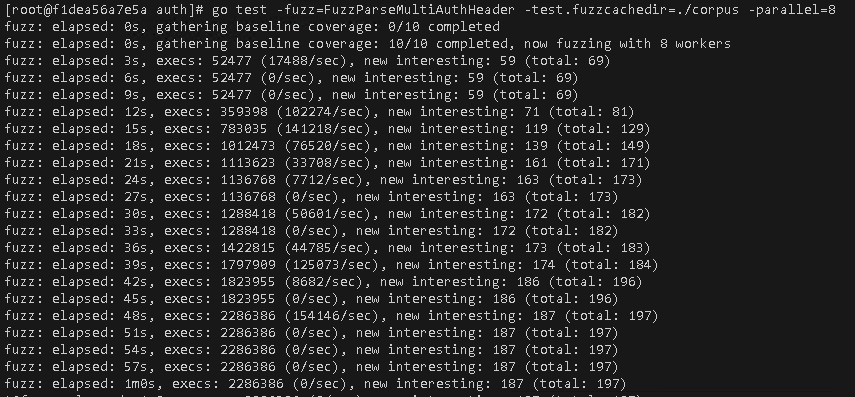 [root@f1dea56a7e5a auth]# go test -fuzz=FuzzParseMultiAuthHeader -test.fuzzcachedir=./corpus -parallel=8
fuzz: elapsed: 0s, gathering baseline coverage: 0/10 completed
fuzz: elapsed: 0s, gathering baseline coverage: 10/10 completed, now fuzzing with 8 workers
fuzz: elapsed: 3s, execs: 52477 (17488/sec), new interesting: 59 (total: 69)
fuzz: elapsed: 6s, execs: 52477 (0/sec), new interesting: 59 (total: 69)
fuzz: elapsed: 9s, execs: 52477 (0/sec), new interesting: 59 (total: 69)
fuzz: elapsed: 12s, execs: 359398 (102274/sec), new interesting: 71 (total: 81)
fuzz: elapsed: 15s, execs: 783035 (141218/sec), new interesting: 119 (total: 129)
fuzz: elapsed: 18s, execs: 1012473 (76520/sec), new interesting: 139 (total: 149)
fuzz: elapsed: 21s, execs: 1113623 (33708/sec), new interesting: 161 (total: 171)
fuzz: elapsed: 24s, execs: 1136768 (7712/sec), new interesting: 163 (total: 173)
fuzz: elapsed: 27s, execs: 1136768 (0/sec), new interesting: 163 (total: 173)
fuzz: elapsed: 30s, execs: 1288418 (50601/sec), new interesting: 172 (total: 182)
fuzz: elapsed: 33s, execs: 1288418 (0/sec), new interesting: 172 (total: 182)
fuzz: elapsed: 36s, execs: 1422815 (44785/sec), new interesting: 173 (total: 183)
fuzz: elapsed: 39s, execs: 1797909 (125073/sec), new interesting: 174 (total: 184)
fuzz: elapsed: 42s, execs: 1823955 (8682/sec), new interesting: 186 (total: 196)
fuzz: elapsed: 45s, execs: 1823955 (0/sec), new interesting: 186 (total: 196)
fuzz: elapsed: 48s, execs: 2286386 (154146/sec), new interesting: 187 (total: 197)
fuzz: elapsed: 51s, execs: 2286386 (0/sec), new interesting: 187 (total: 197)
fuzz: elapsed: 54s, execs: 2286386 (0/sec), new interesting: 187 (total: 197)
fuzz: elapsed: 57s, execs: 2286386 (0/sec), new interesting: 187 (total: 197)
fuzz: elapsed: 1m0s, execs: 2286386 (0/sec), new interesting: 187 (total: 197)